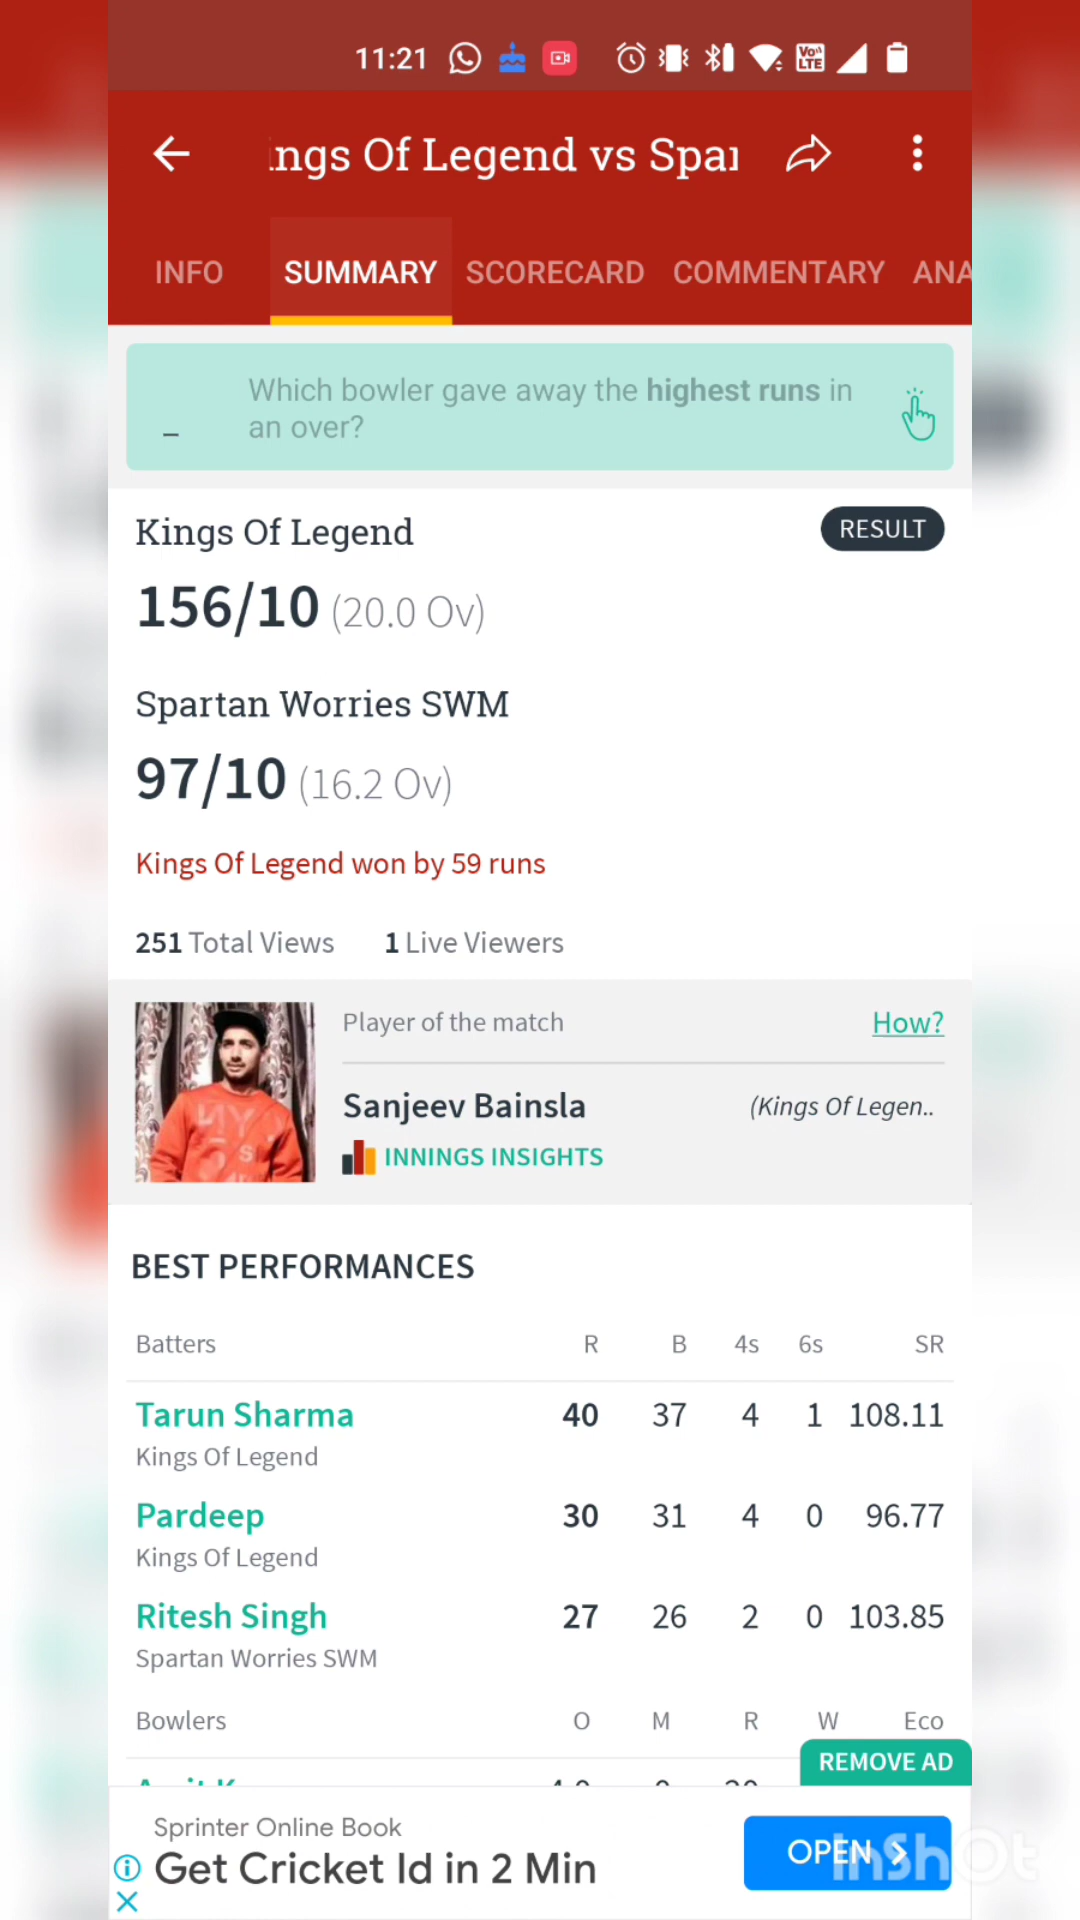 11:21
Vo))
LTE
ings Of Legend vs Spar
INFO SUMMARY SCORECARD COMMENTARY ANA
Which bowler gave away the highest runs in
an over?
Kings Of Legend RESULT
156/10 (20.0 Ov)
Spartan Worries SWM
97/10 (16.2 Ov)
Kings Of Legend won by 59 runs
251 Total Views 1 Live Viewers
Player of the match How?
Sanjeev Bainsla (Kings Of Legen..
INNINGS INSIGHTS
BEST PERFORMANCES
Batters R B 4s 6s SR
Tarun Sharma 40 37 4 1 108.11
Kings Of Legend
Pardeep 30 31 4 0 96.77
Kings Of Legend
Ritesh Singh 27 26 2 0 103.85
Spartan Worries SWM
Bowlers O M R W Eco
REMOVE AD
Sprinter Online Book
Get Cricket Id in 2 Min
OPEN
InShot